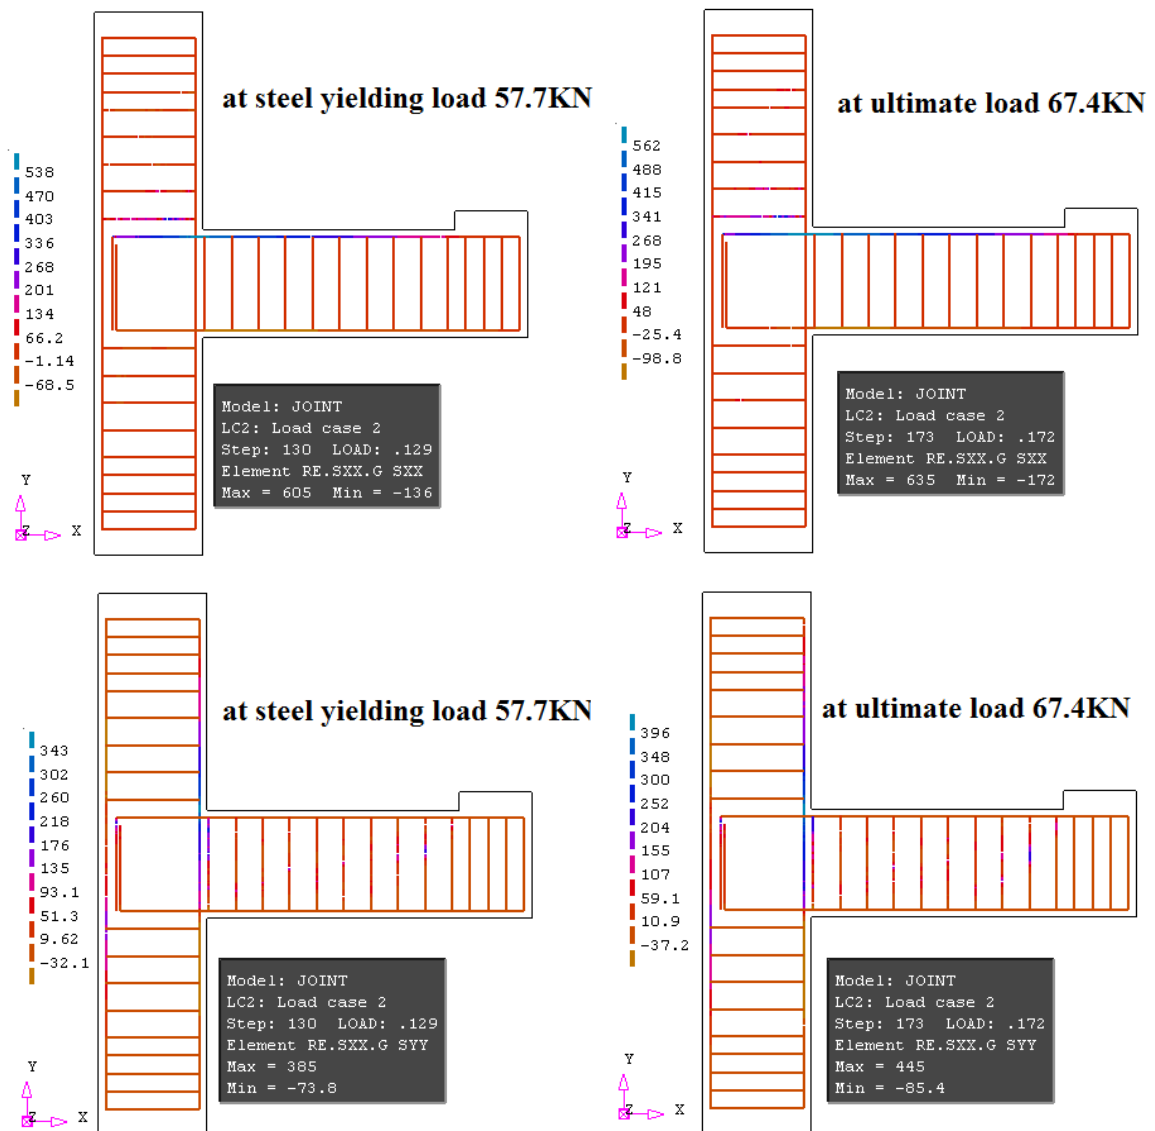 at steel yielding load 57.7KN
538
470
403
336
268
201
134
66.2
-1.14
-68.5
Model: JOINT
LC2: Load case 2
Step: 130 LOAD: .129
Element RE.SXX.G SXX
Max = 605 Min = -136
Y
Z
X
at ultimate load 67.4KN
562
488
415
341
268
195
121
48
-25.4
-98.8
Model: JOINT
LC2: Load case 2
Step: 173 LOAD: .172
Element RE.SXX.G SXX
Max = 635 Min = -172
Y
Z
X
at steel yielding load 57.7KN
343
302
260
218
176
135
93.1
51.3
9.62
-32.1
Model: JOINT
LC2: Load case 2
Step: 130 LOAD: .129
Element RE.SXX.G SYY
Max = 385
Min = -73.8
Y
Z
X
at ultimate load 67.4KN
396
348
300
252
204
155
107
59.1
10.9
-37.2
Model: JOINT
LC2: Load case 2
Step: 173 LOAD: .172
Element RE.SXX.G SYY
Max = 445
Min = -85.4
Y
Z
X